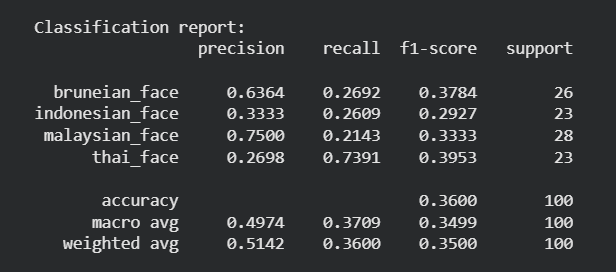 Classification report:
precision recall f1-score support
bruneian_face 0.6364 0.2692 0.3784 26
indonesian_face 0.3333 0.2609 0.2927 23
malaysian_face 0.7500 0.2143 0.3333 28
thai_face 0.2698 0.7391 0.3953 23
accuracy 0.3600 100
macro avg 0.4974 0.3709 0.3499 100
weighted avg 0.5142 0.3600 0.3500 100